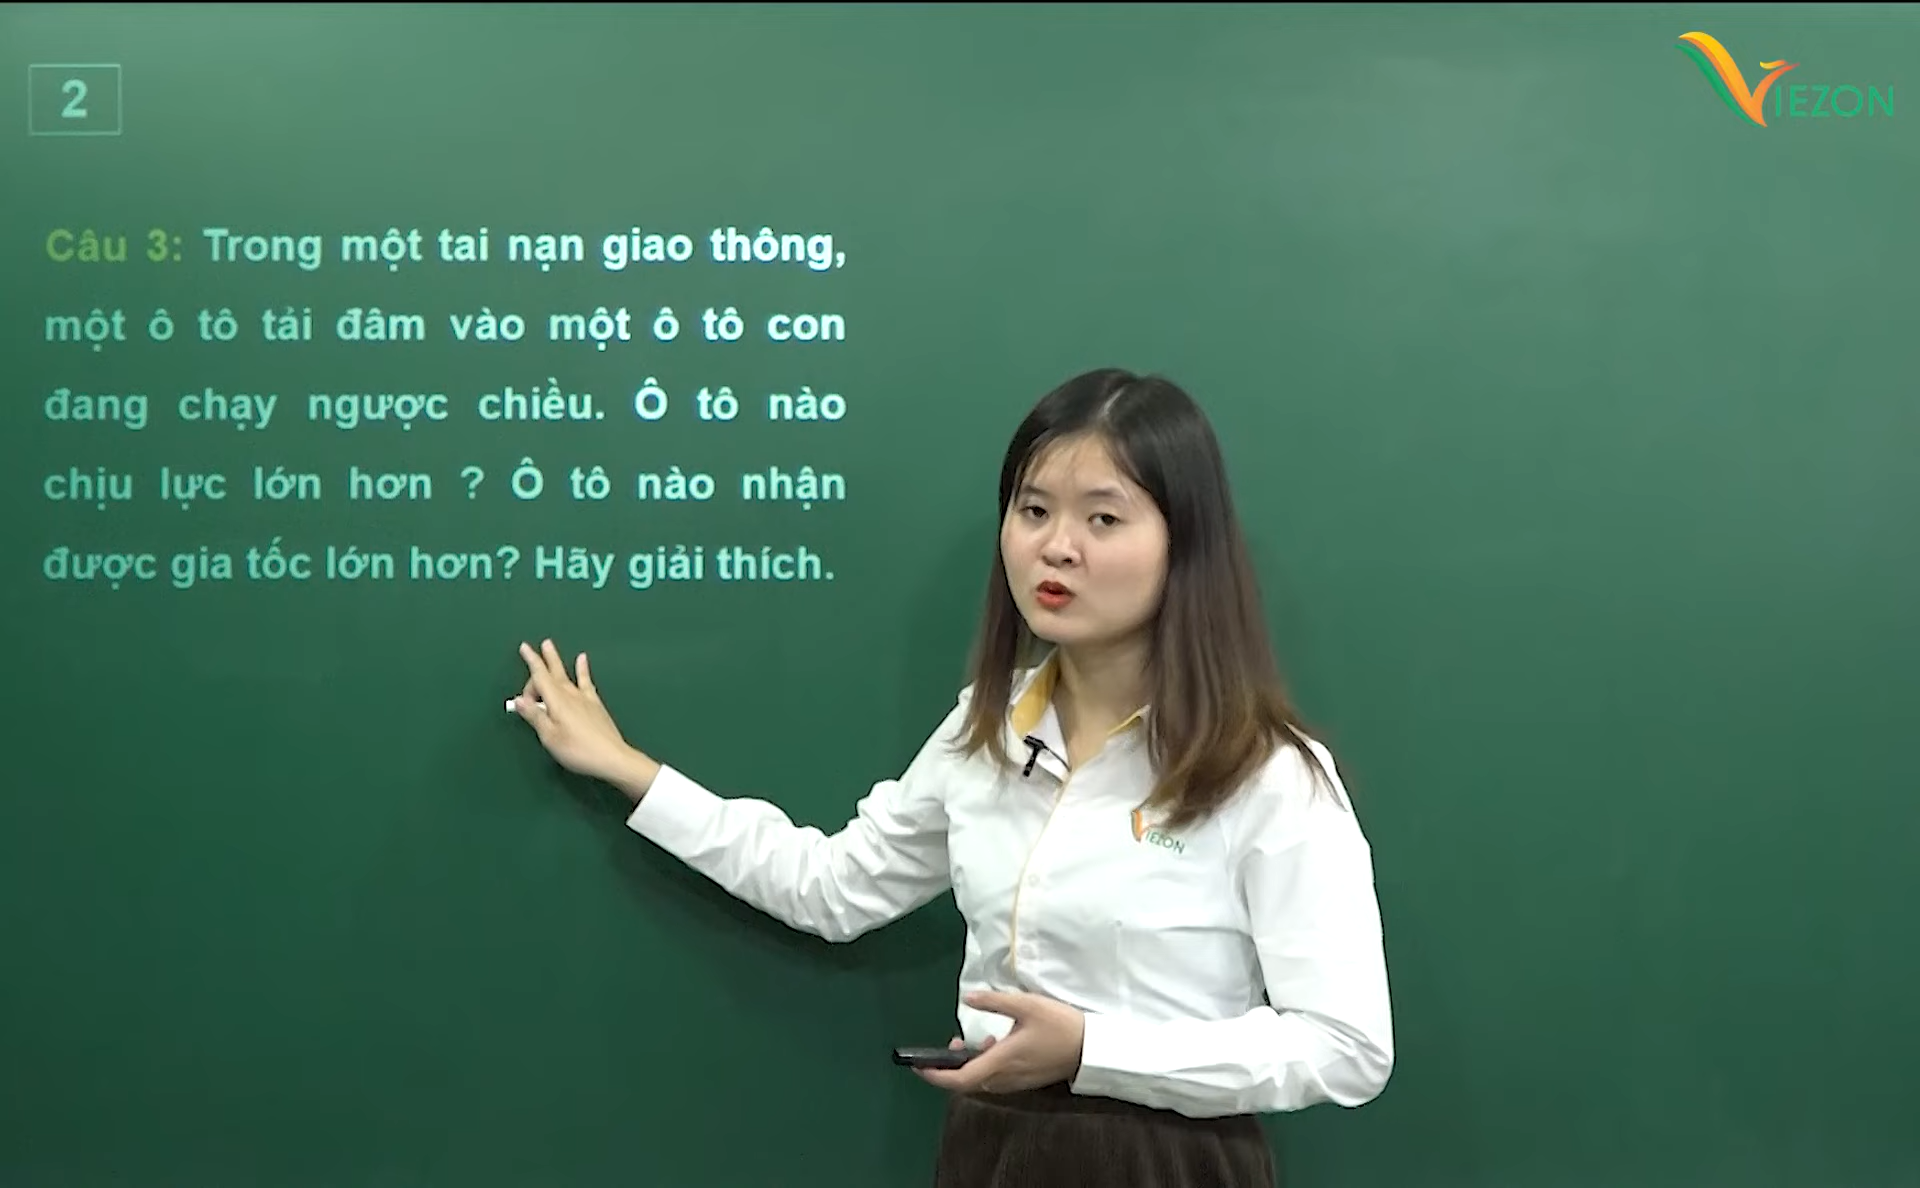 VIEZON
2
Câu 3: Trong một tai nạn giao thông,
một ô tô tải đâm vào một ô tô con
đang chạy ngược chiều. Ô tô nào
chịu lực lớn hơn ? Ô tô nào nhận
được gia tốc lớn hơn? Hãy giải thích.
VIEZON